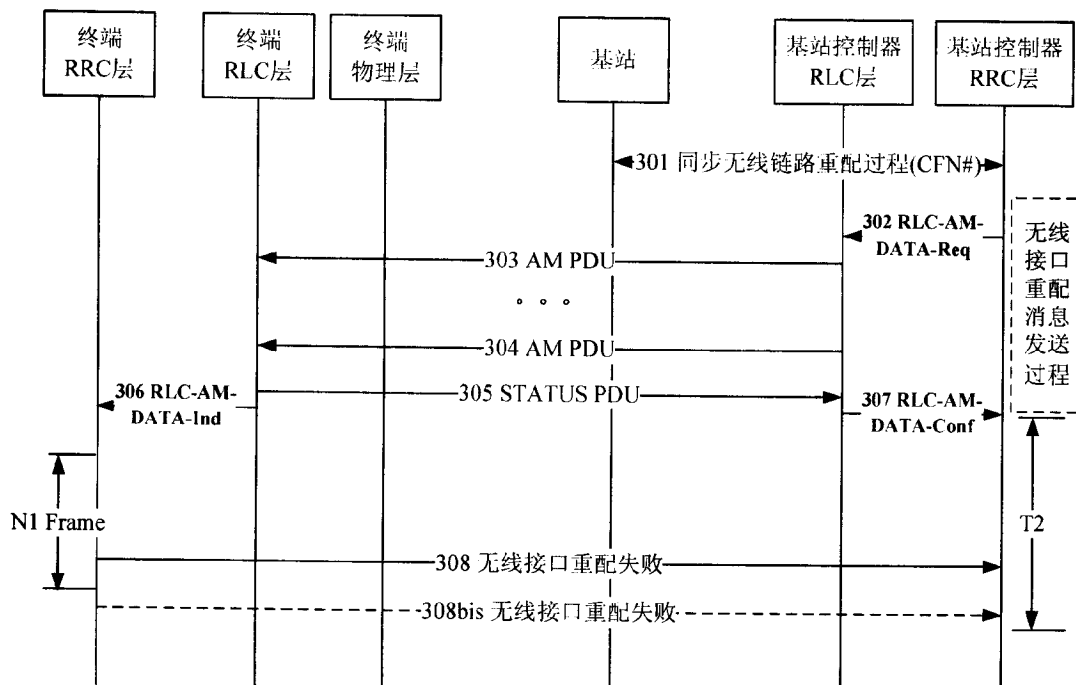 终端
RRC层
终端
RLC层
终端
物理层
基站
基站控制器
RLC层
基站控制器
RRC层
301 同步无线链路重配过程(CFN#)
302 RLC-AM-
DATA-Req
303 AM PDU
304 AM PDU
305 STATUS PDU
306 RLC-AM-
DATA-Ind
307 RLC-AM-
DATA-Conf
无线
接口
重配
消息
发送
过程
N1 Frame
T2
308 无线接口重配失败
308bis 无线接口重配失败